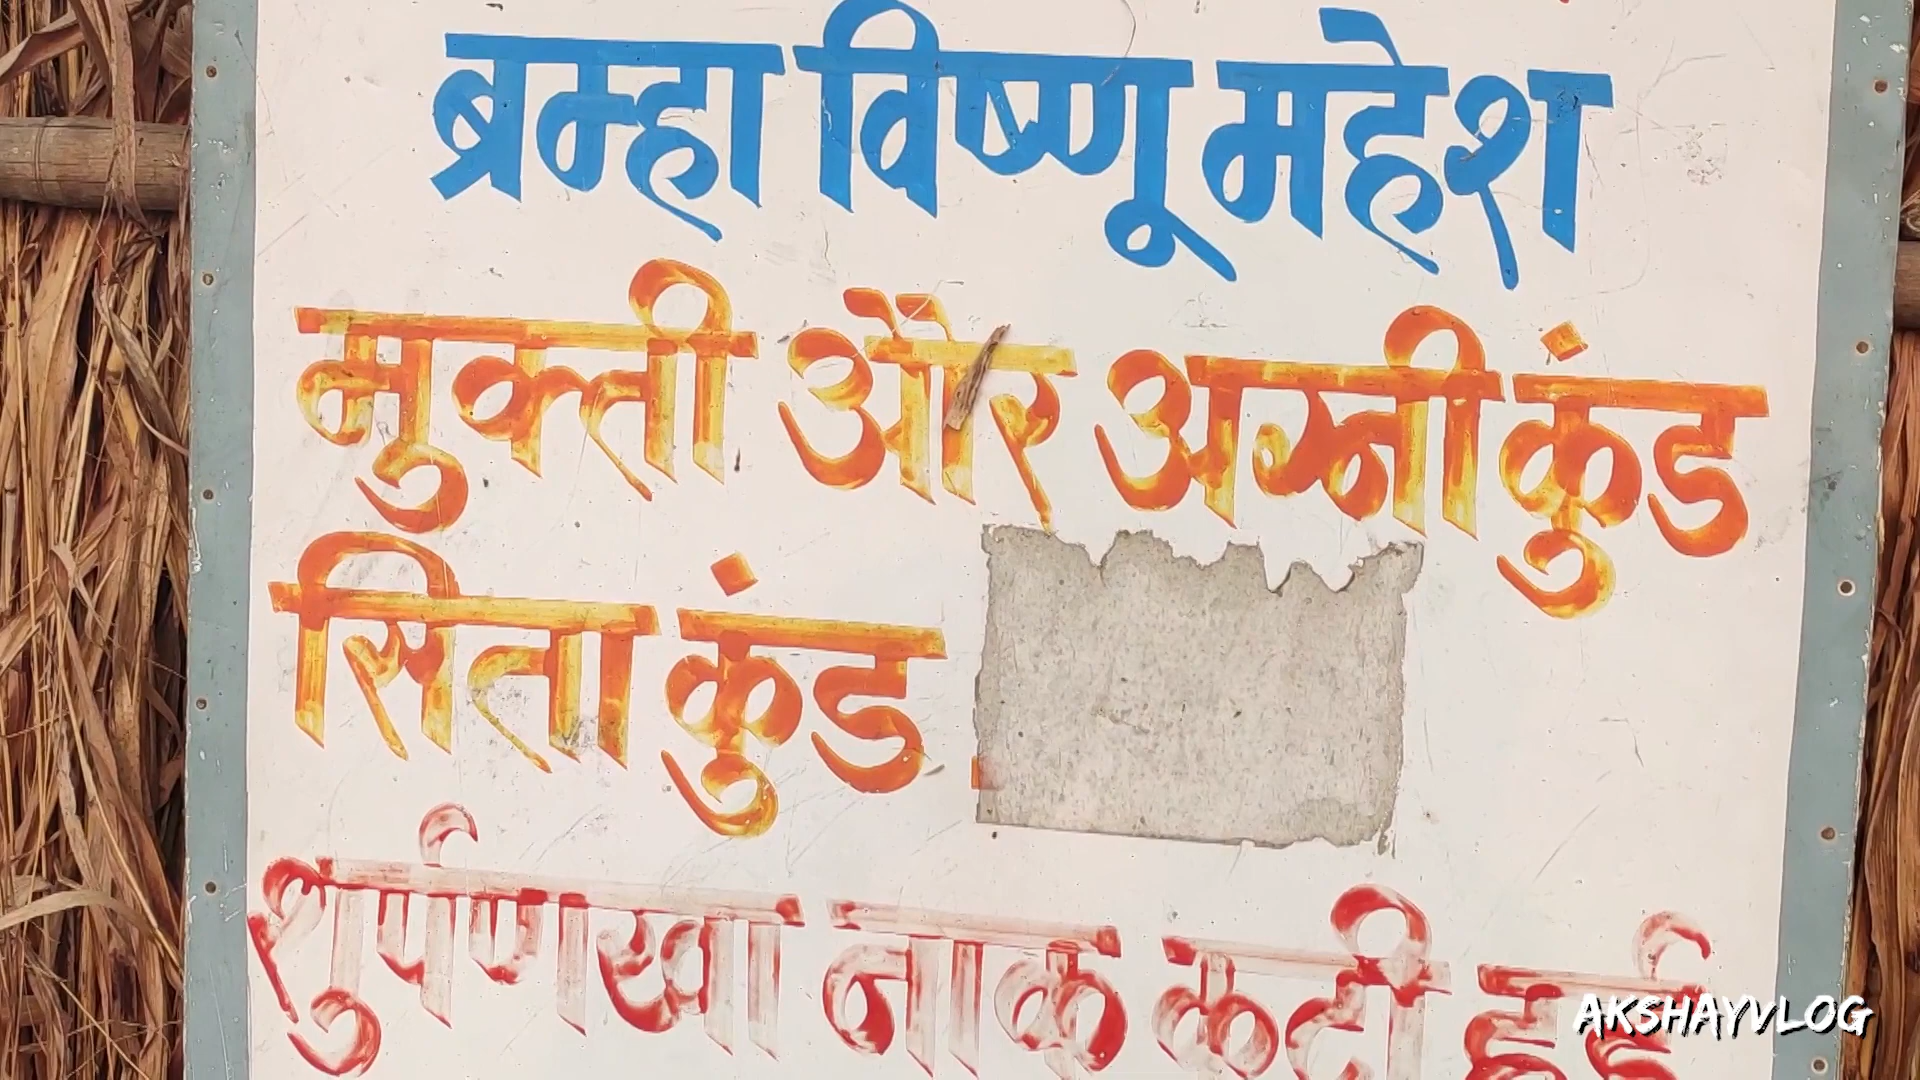 ब्रम्हा विष्णू महेश
मुक्ती और अग्नीकुंड
सिता कुंड
शुर्पणखा नाक कटी हुई
AKSHAYVLOG